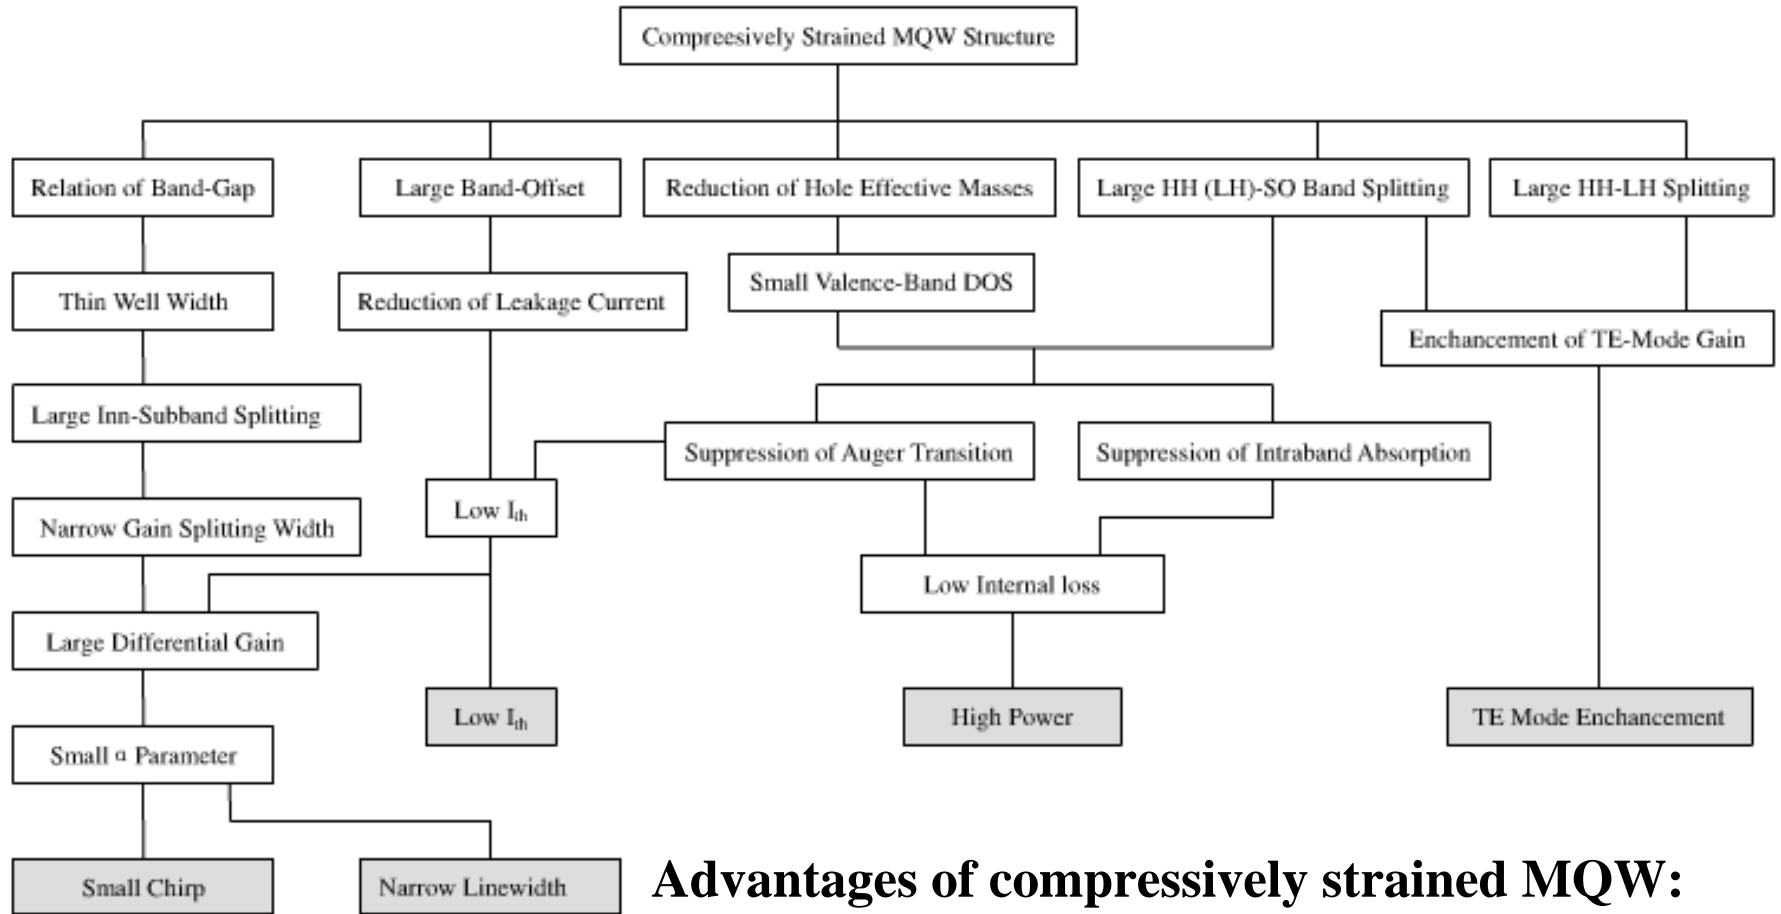 Compreesively Strained MQW Structure
Relation of Band-Gap
Large Band-Offset
Reduction of Hole Effective Masses
Large HH (LH)-SO Band Splitting
Large HH-LH Splitting
Small Valence-Band DOS
Thin Well Width
Reduction of Leakage Current
Enchancement of TE-Mode Gain
Large Inn-Subband Splitting
Suppression of Auger Transition
Suppression of Intraband Absorption
Low Ith
Narrow Gain Splitting Width
Low Internal loss
Large Differential Gain
Low Ith
High Power
TE Mode Enchancement
Small α Parameter
Small Chirp
Narrow Linewidth
Advantages of compressively strained MQW: